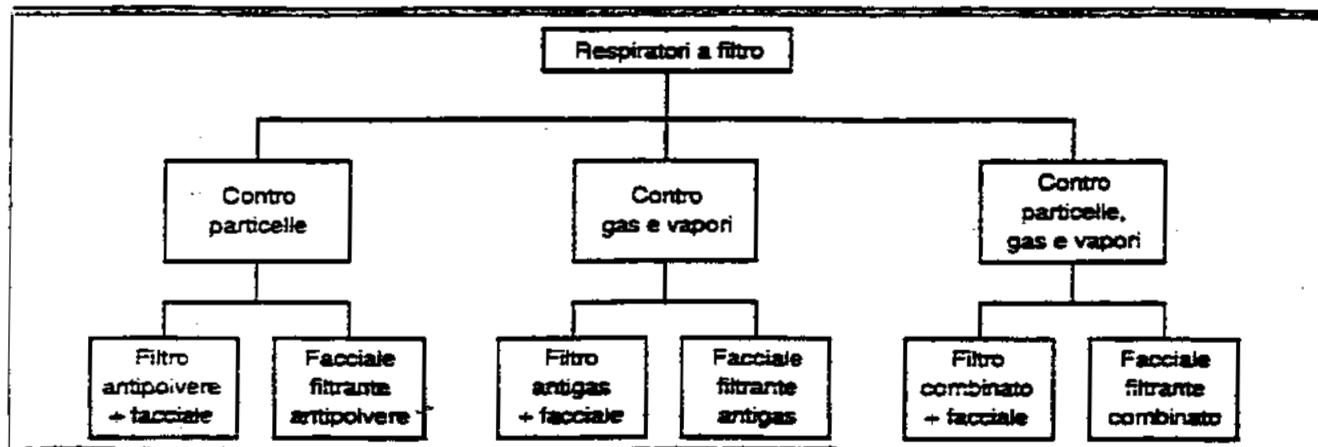 Respiratori a filtro
Contro
particelle
Contro
gas e vapori
Contro
particelle,
gas e vapori
Filtro
antipolvere
+ facciale
Facciale
filtrante
antipolvere
Filtro
antigas
+ facciale
Facciale
filtrante
antigas
Filtro
combinato
+ facciale
Facciale
filtrante
combinato